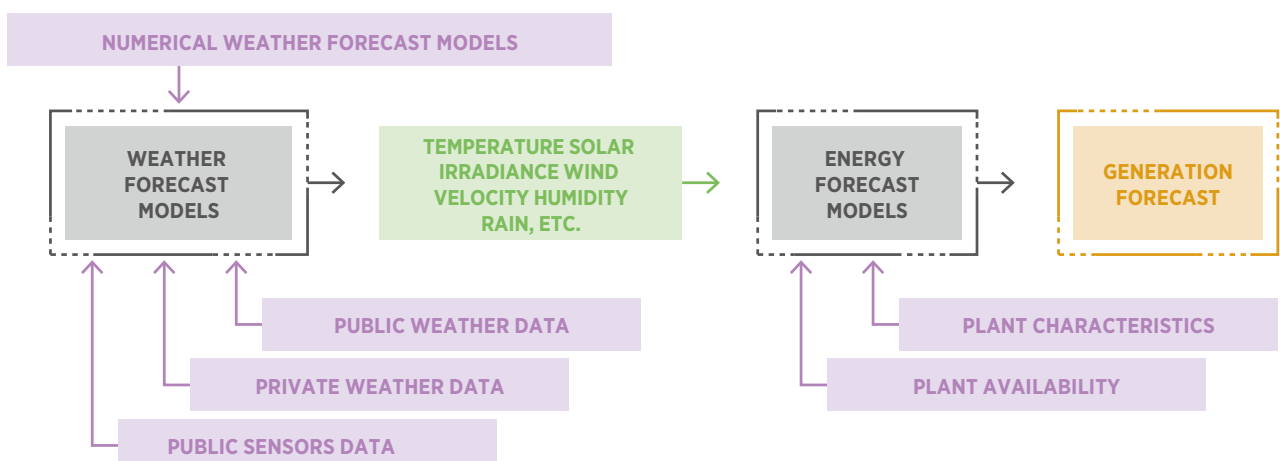 NUMERICAL WEATHER FORECAST MODELS
WEATHER
FORECAST
MODELS
TEMPERATURE SOLAR
IRRADIANCE WIND
VELOCITY HUMIDITY
RAIN, ETC.
ENERGY
FORECAST
MODELS
GENERATION
FORECAST
PUBLIC WEATHER DATA
PRIVATE WEATHER DATA
PUBLIC SENSORS DATA
PLANT CHARACTERISTICS
PLANT AVAILABILITY